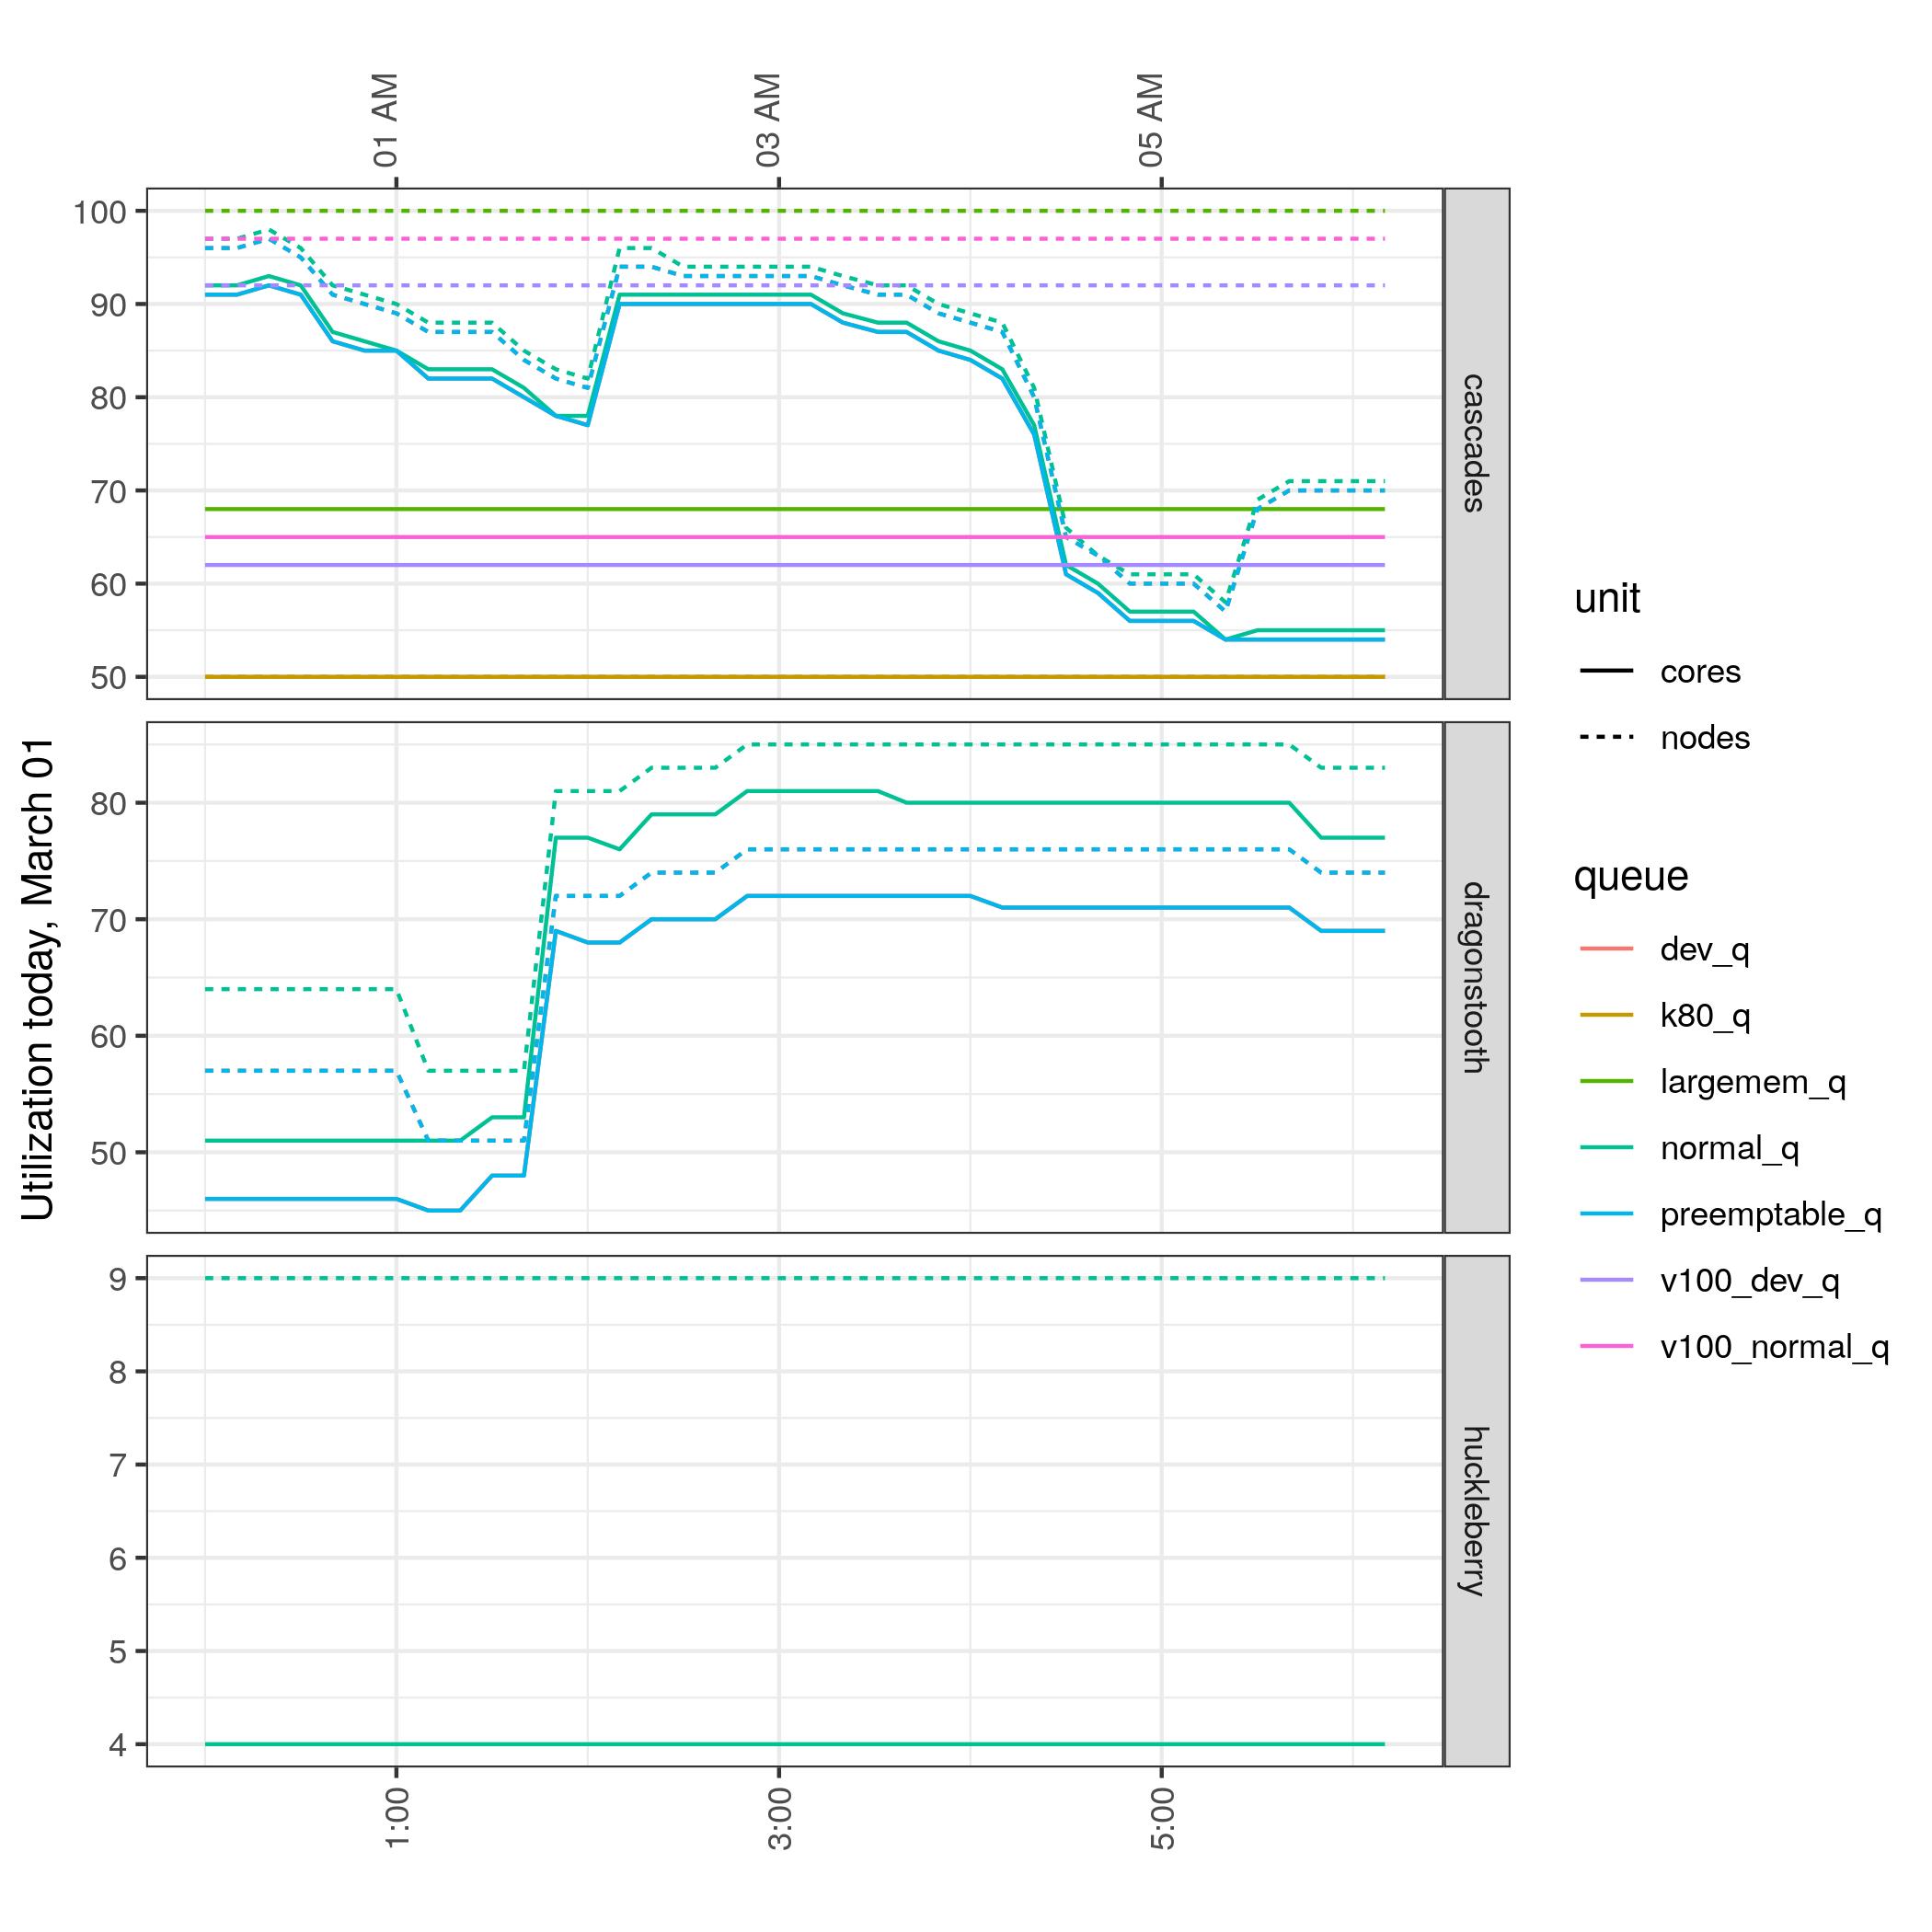 01 AM
03 AM
05 AM
100
90
80
70
60
50
cascades
Utilization today, March 01
80
70
60
50
dragonstooth
9
8
7
6
5
4
huckleberry
1:00
3:00
5:00
unit
cores
nodes
queue
dev_q
k80_q
largemem_q
normal_q
preemptable_q
v100_dev_q
v100_normal_q